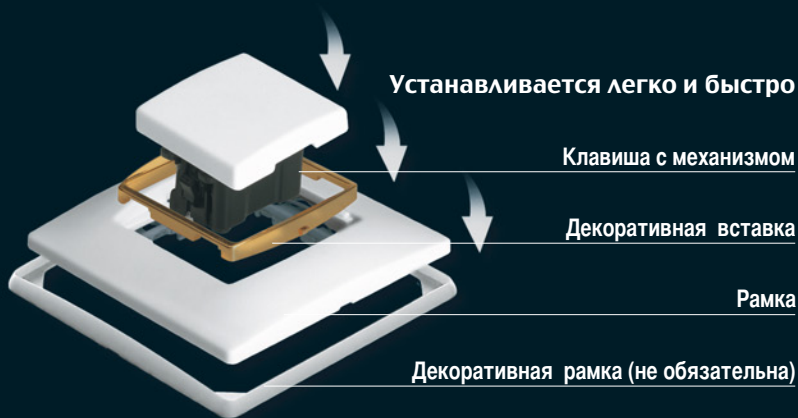 Устанавливается легко и быстро
Клавиша с механизмом
Декоративная вставка
Рамка
Декоративная рамка (не обязательна)